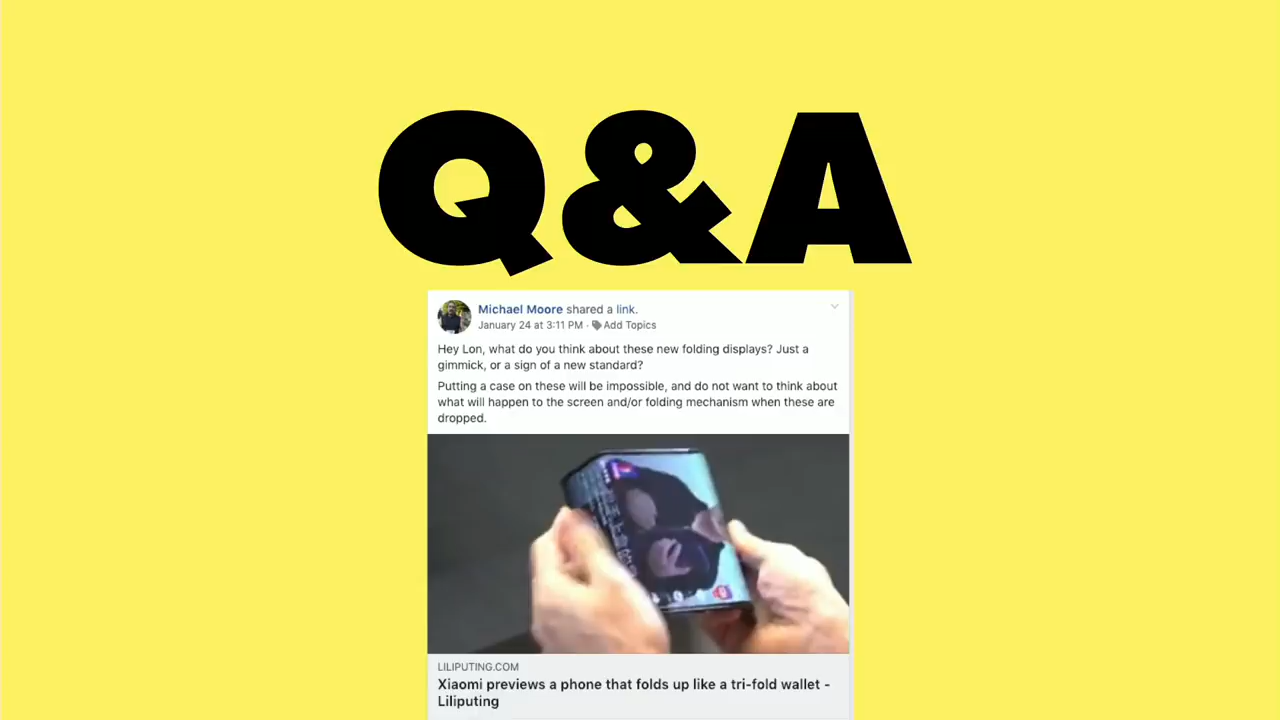 Q&A
Michael Moore shared a link.
January 24 at 3:11 PM · Add Topics
Hey Lon, what do you think about these new folding displays? Just a
gimmick, or a sign of a new standard?
Putting a case on these will be impossible, and do not want to think about
what will happen to the screen and/or folding mechanism when these are
dropped.
LILIPUTING.COM
Xiaomi previews a phone that folds up like a tri-fold wallet -
Liliputing